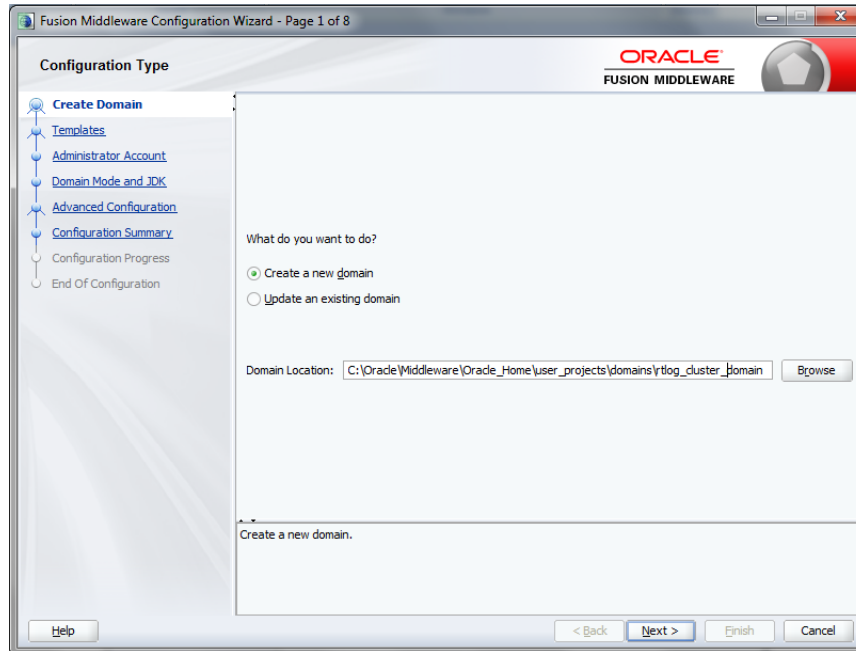 Fusion Middleware Configuration Wizard - Page 1 of 8
Configuration Type
ORACLE
FUSION MIDDLEWARE
Create Domain
Templates
Administrator Account
Domain Mode and JDK
Advanced Configuration
Configuration Summary
Configuration Progress
End Of Configuration
What do you want to do?
Create a new domain
Update an existing domain
Domain Location: C:\Oracle\Middleware\Oracle_Home\user_projects\domains\rtlog_cluster_domain Browse
Create a new domain.
Help < Back Next > Finish Cancel